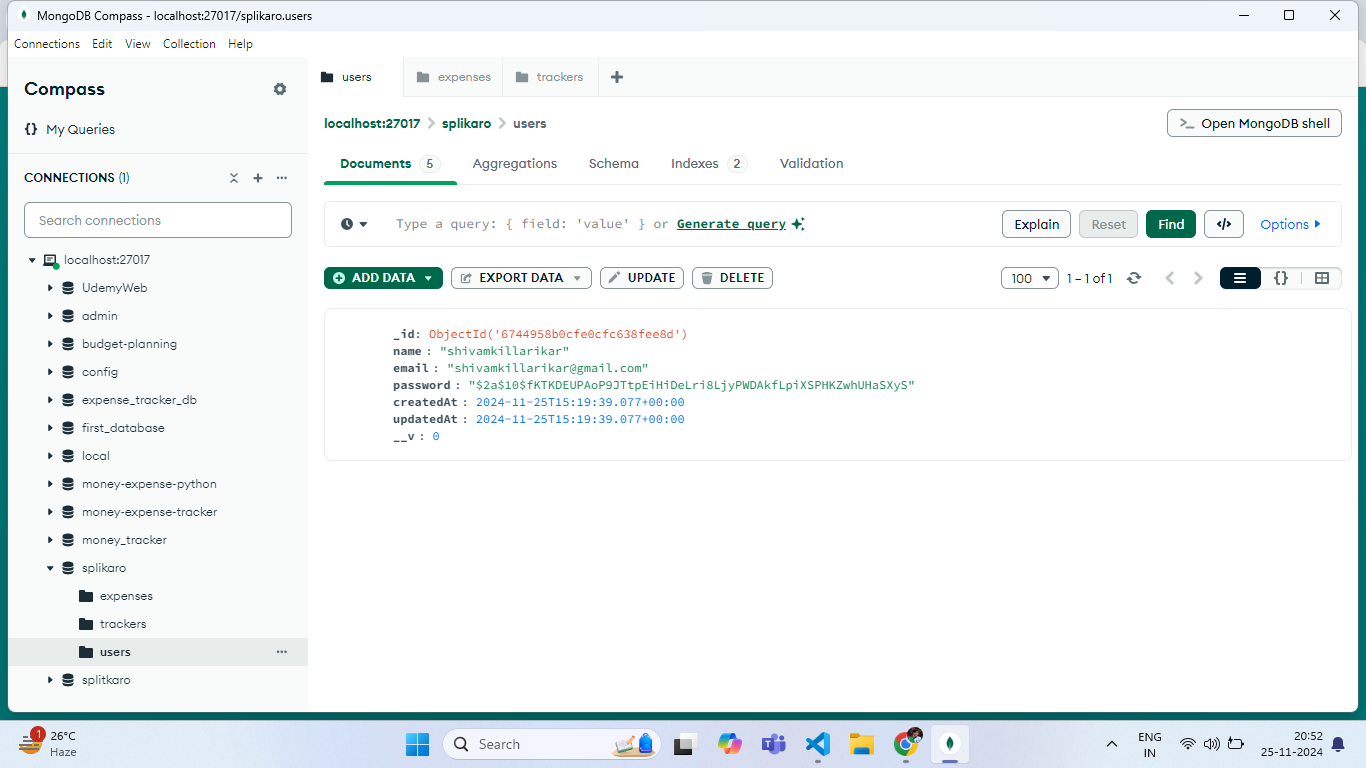 MongoDB Compass - localhost:27017/splikaro.users
Connections Edit View Collection Help
Compass
{} My Queries
CONNECTIONS (1)
Search connections
localhost:27017
UdemyWeb
admin
budget-planning
config
expense_tracker_db
first_database
local
money-expense-python
money-expense-tracker
money_tracker
splikaro
expenses
trackers
users
splitkaro
users expenses trackers
localhost:27017 splikaro users
>_ Open MongoDB shell
Documents 5 Aggregations Schema Indexes 2 Validation
Type a query: { field: 'value' } or Generate query
Explain Reset Find </> Options
ADD DATA EXPORT DATA UPDATE DELETE
100 1 – 1 of 1 {}
_id: ObjectId('6744958b0cfe0cfc638fee8d')
name : "shivamkillarikar"
email : "shivamkillarikar@gmail.com"
password : "$2a$10$fKTKDEUPAoP9JTtpEiHiDeLri8LjyPWDAkfLpiXSPHKZwhUHaSXyS"
createdAt : 2024-11-25T15:19:39.077+00:00
updatedAt : 2024-11-25T15:19:39.077+00:00
__v : 0
1
26°C
Haze
Search
ENG
IN
20:52
25-11-2024